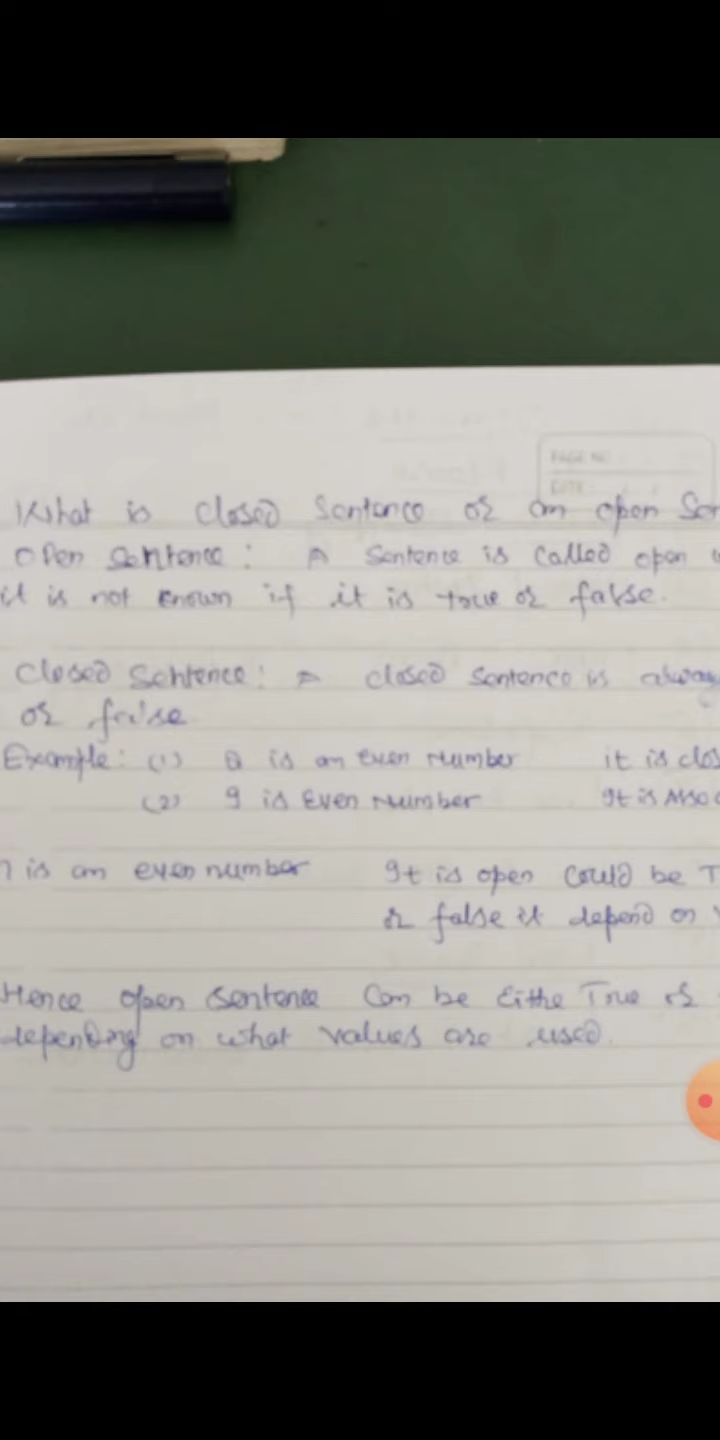 What is closed Sentence or an open Sen
Open Sentence: A Sentence is called open
it is not known if it is true or false.
Closed Sentence: A closed sentence is alway
or false
Example: (1) 8 is an even Number it is clos
(2) 9 is Even Number It is Also
n is an even number It is open Could be T
or false it depend on
Hence open Sentence Can be Eithe True or
depending on what values are used.